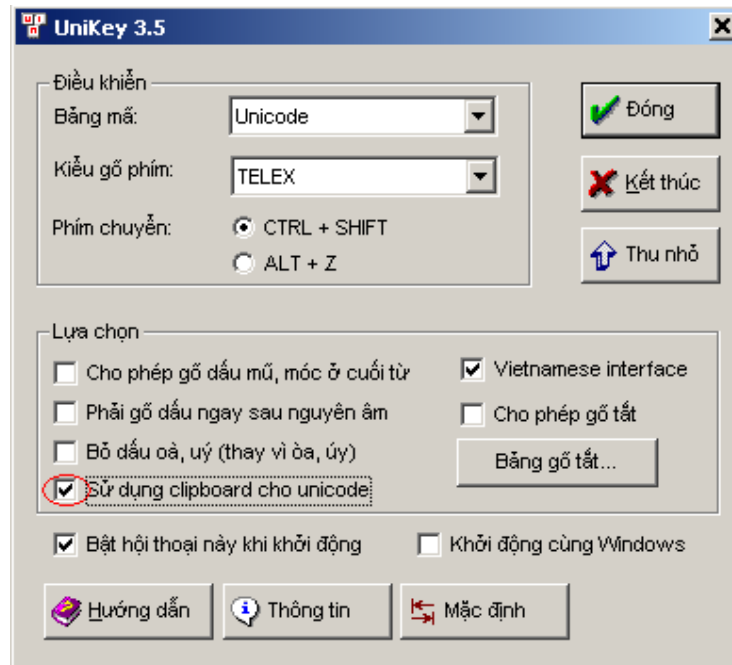 UniKey 3.5
Điều khiển
Bảng mã: Unicode
Đóng
Kiểu gõ phím: TELEX
Kết thúc
Phím chuyển: CTRL + SHIFT
ALT + Z
Thu nhỏ
Lựa chọn
Cho phép gõ dấu mũ, móc ở cuối từ
Vietnamese interface
Phải gõ dấu ngay sau nguyên âm
Cho phép gõ tắt
Bỏ dấu oà, uý (thay vì òa, úy)
Bảng gõ tắt...
Sử dụng clipboard cho unicode
Bật hội thoại này khi khởi động
Khởi động cùng Windows
Hướng dẫn
Thông tin
Mặc định